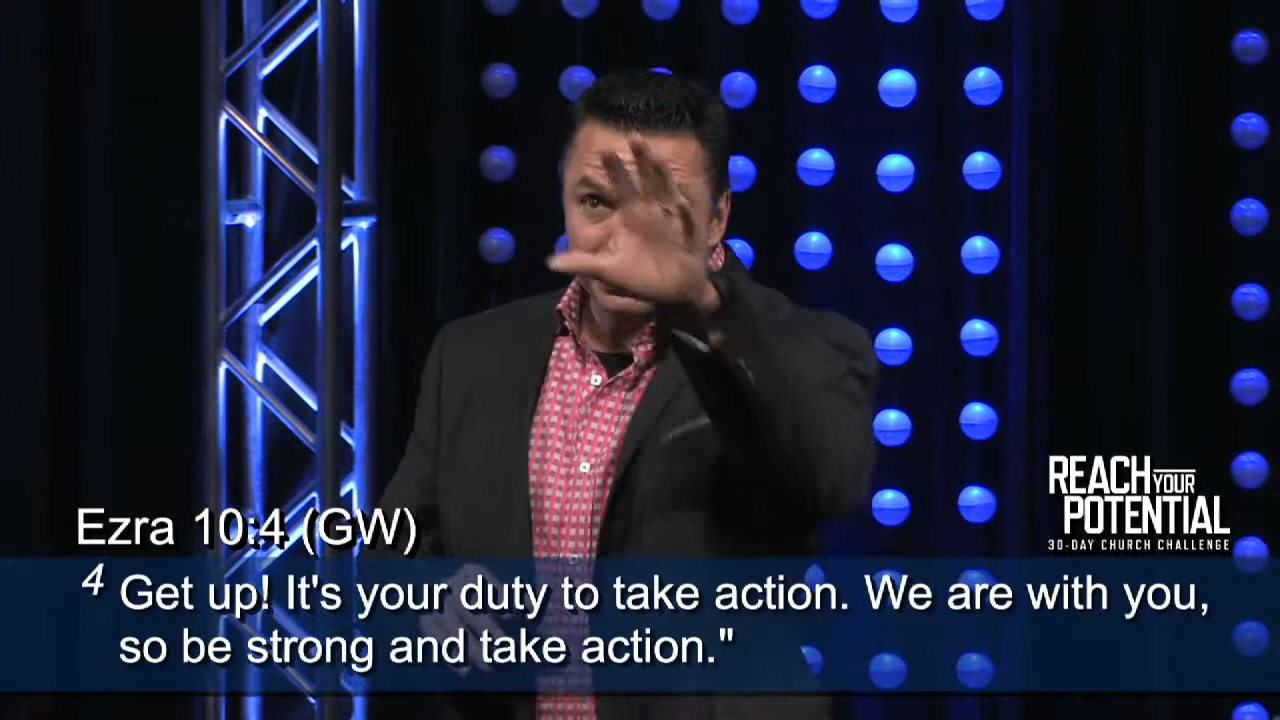 REACH YOUR
POTENTIAL
30-DAY CHURCH CHALLENGE
Ezra 10:4 (GW)
4 Get up! It's your duty to take action. We are with you,
so be strong and take action."